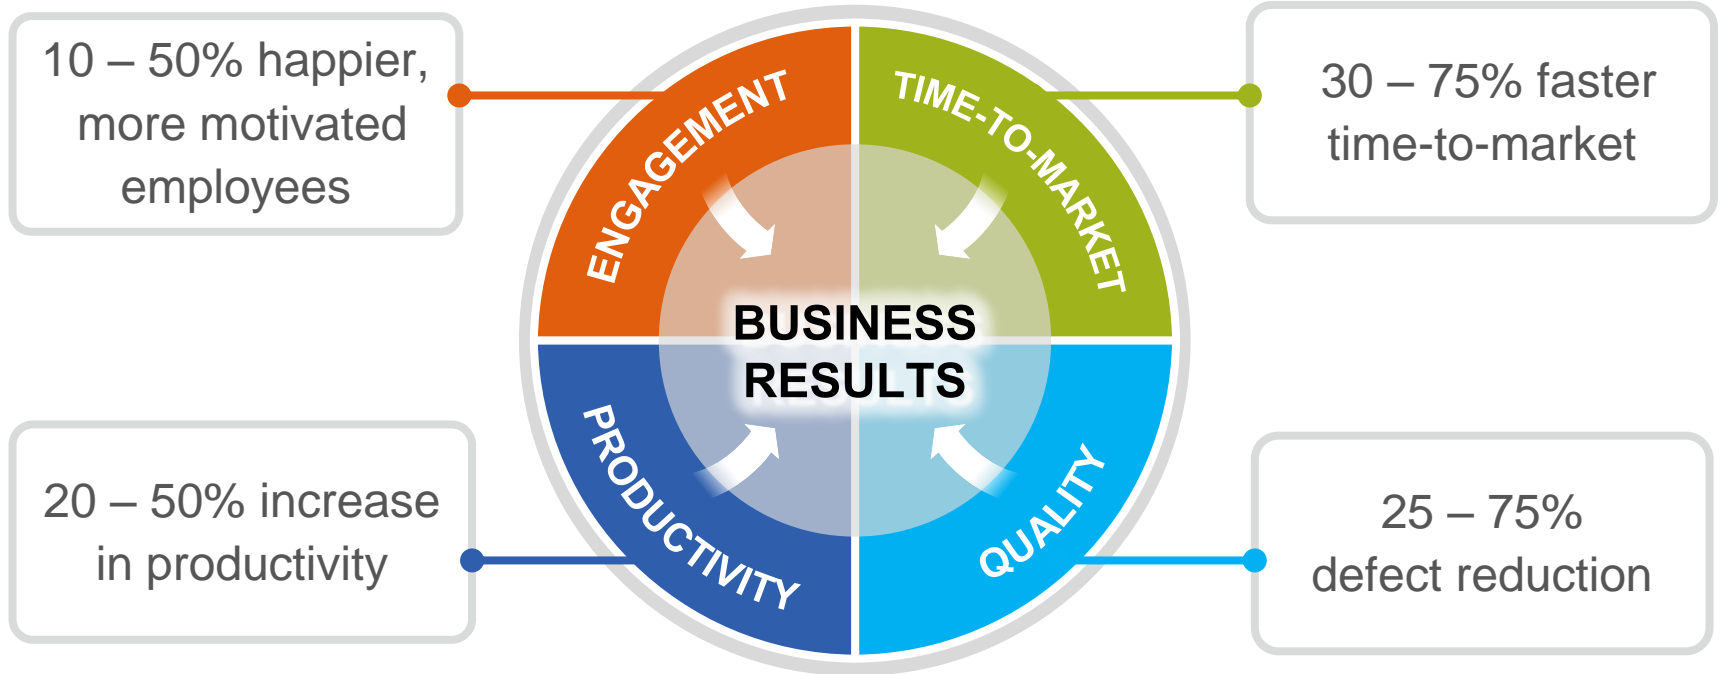 10 – 50% happier,
more motivated
employees
ENGAGEMENT
TIME-TO-MARKET
30 – 75% faster
time-to-market
BUSINESS
RESULTS
20 – 50% increase
in productivity
PRODUCTIVITY
QUALITY
25 – 75%
defect reduction